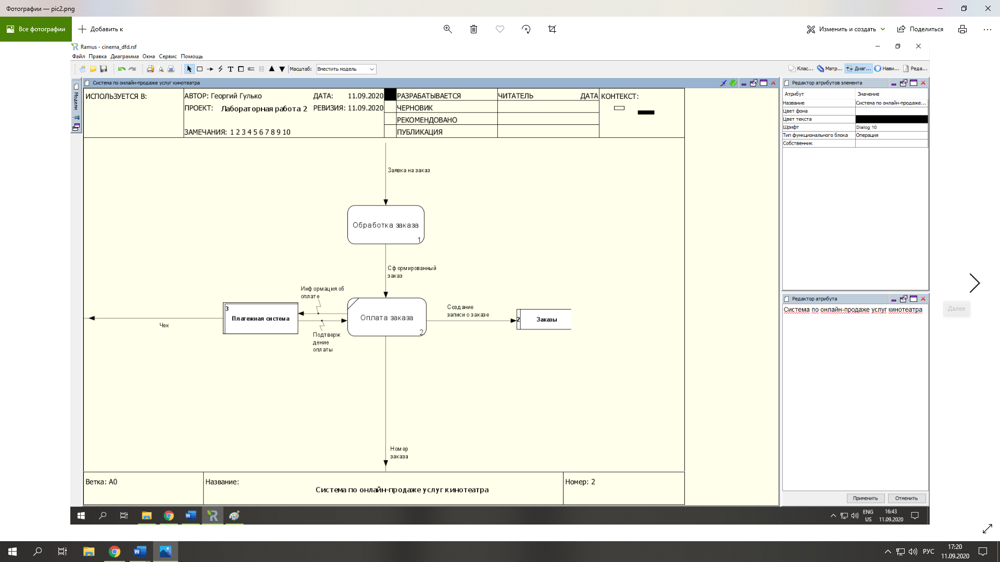 Фотографии — pic2.png
Все фотографии
Добавить к
Изменить и создать
Поделиться
Ramus - cinema_dfd.rsf
Файл Правка Диаграмма Окна Сервис Помощь
Масштаб:
Вместить модель
Клас...
Матр...
Диаг...
Нави...
Реда...
Модели
Система по онлайн-продаже услуг кинотеатра
ИСПОЛЬЗУЕТСЯ В:
АВТОР: Георгий Гулько
ДАТА: 11.09.2020
РАЗРАБАТЫВАЕТСЯ
ЧИТАТЕЛЬ
ДАТА
КОНТЕКСТ:
ПРОЕКТ: Лабораторная работа 2
РЕВИЗИЯ: 11.09.2020
ЧЕРНОВИК
РЕКОМЕНДОВАНО
ЗАМЕЧАНИЯ: 1 2 3 4 5 6 7 8 9 10
ПУБЛИКАЦИЯ
Заявка на заказ
Обработка заказа
1
Сформированный
заказ
Информация об
оплате
3
Платежная система
Оплата заказа
2
Создание
записи о заказе
2
Заказы
Чек
Подтверж
дение
оплаты
Номер
заказа
Ветка: A0
Название:
Система по онлайн-продаже услуг кинотеатра
Номер: 2
Редактор атрибутов элемента
Атрибут
Значение
Название
Система по онлайн-продаже...
Цвет фона
Цвет текста
Шрифт
Dialog 10
Тип функционального блока
Операция
Собственник
Редактор атрибута
Система по онлайн-продаже услуг кинотеатра
Применить
Отменить
Далее
ENG
US
16:43
11.09.2020
РУС
17:20
11.09.2020